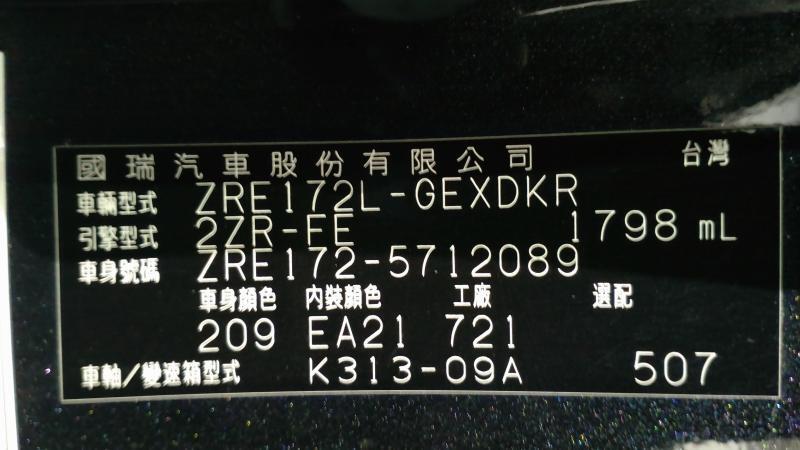 國瑞汽車股份有限公司 台灣
車輛型式 ZRE172L-GEXDKR
引擎型式 2ZR-FE 1798 mL
車身號碼 ZRE172-5712089
車身顏色 內裝顏色 工廠 選配
209 EA21 721
車軸/變速箱型式 K313-09A 507